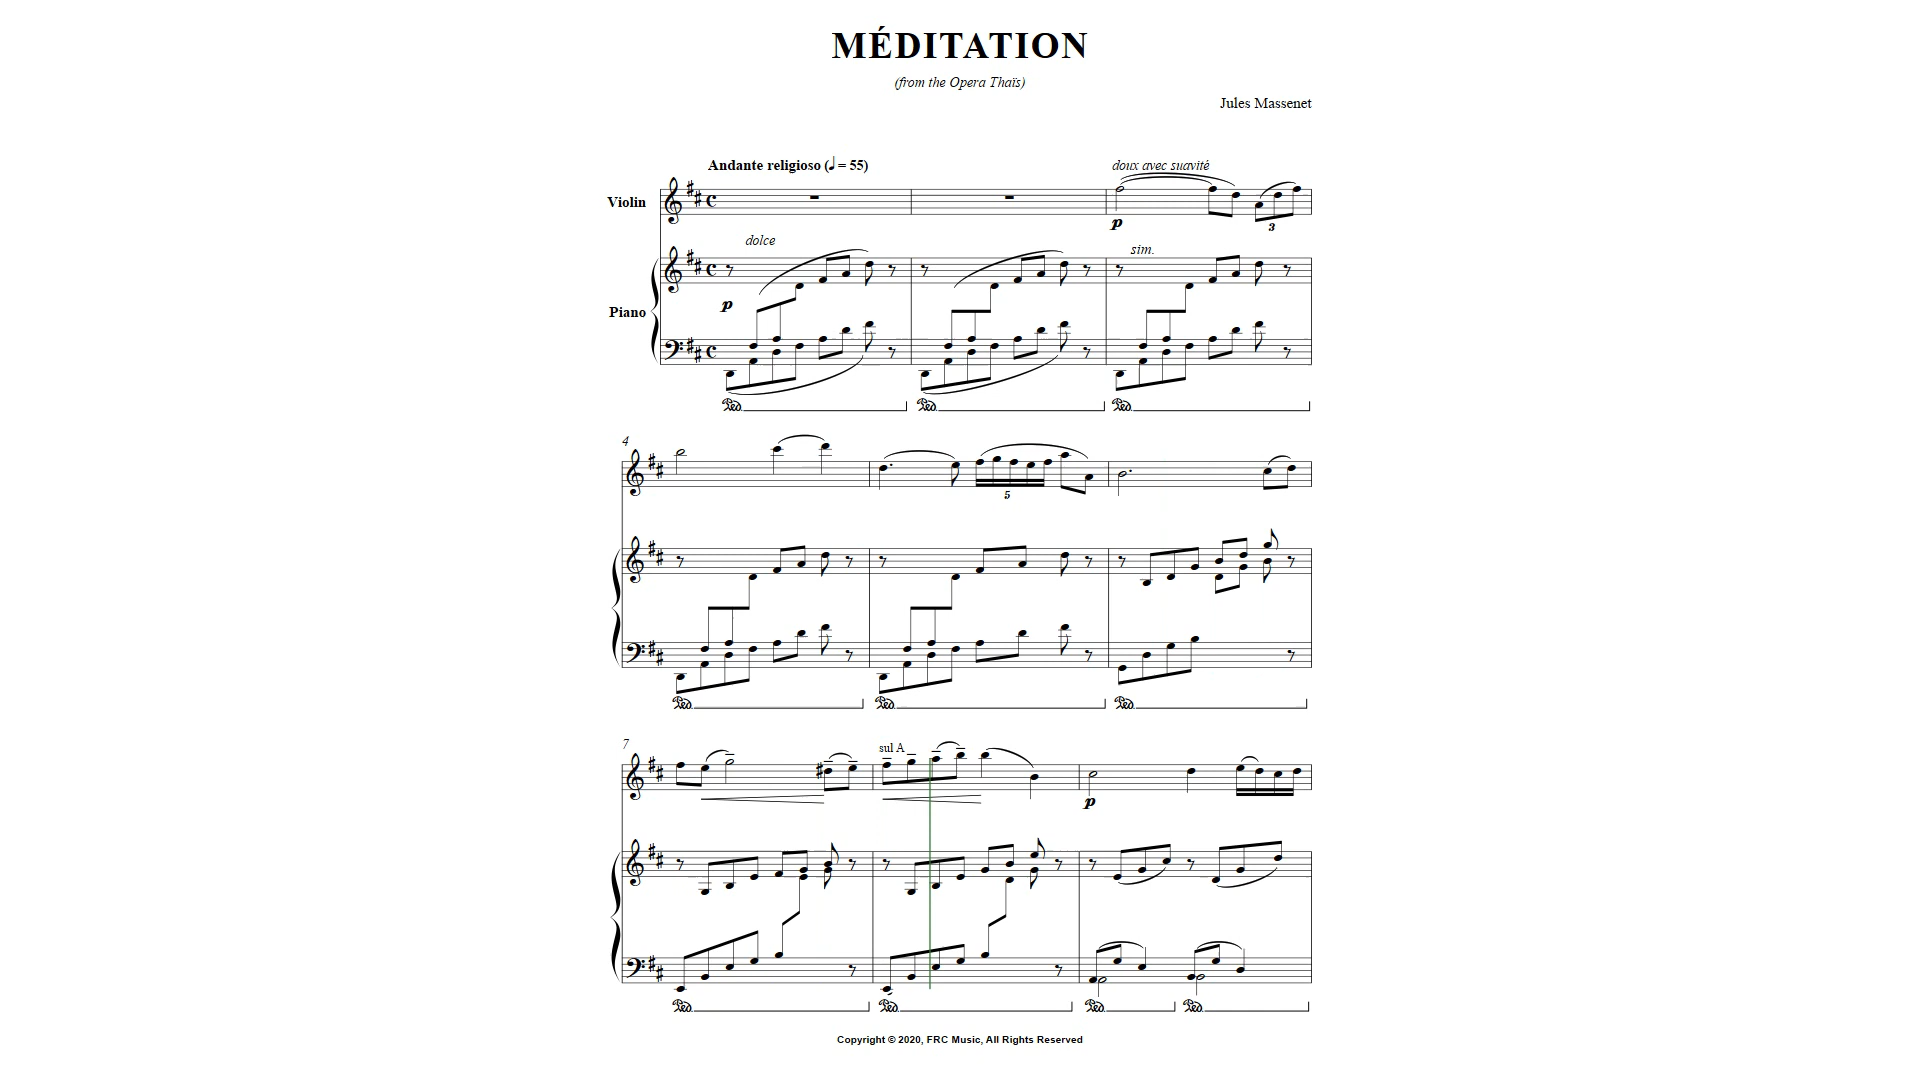 MÉDITATION
(from the Opera Thaïs)
Jules Massenet
Andante religioso (♩ = 55)
doux avec suavité
Violin
p
3
dolce
sim.
p
Piano
4
5
7
sul A
p
Copyright © 2020, FRC Music, All Rights Reserved